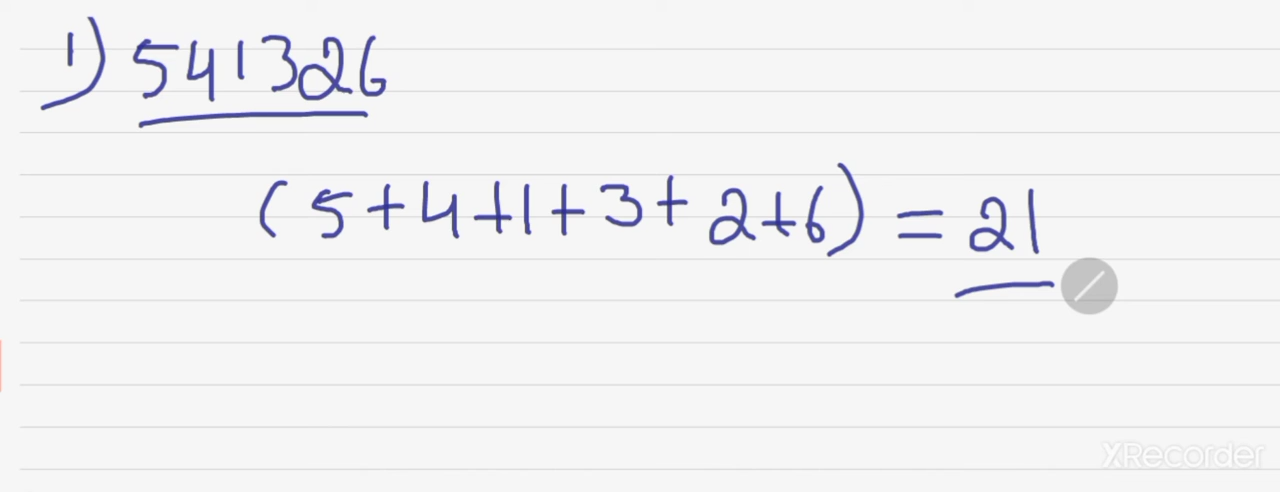 1) 541326
(5+4+1+3+2+6) = 21
XRecorder